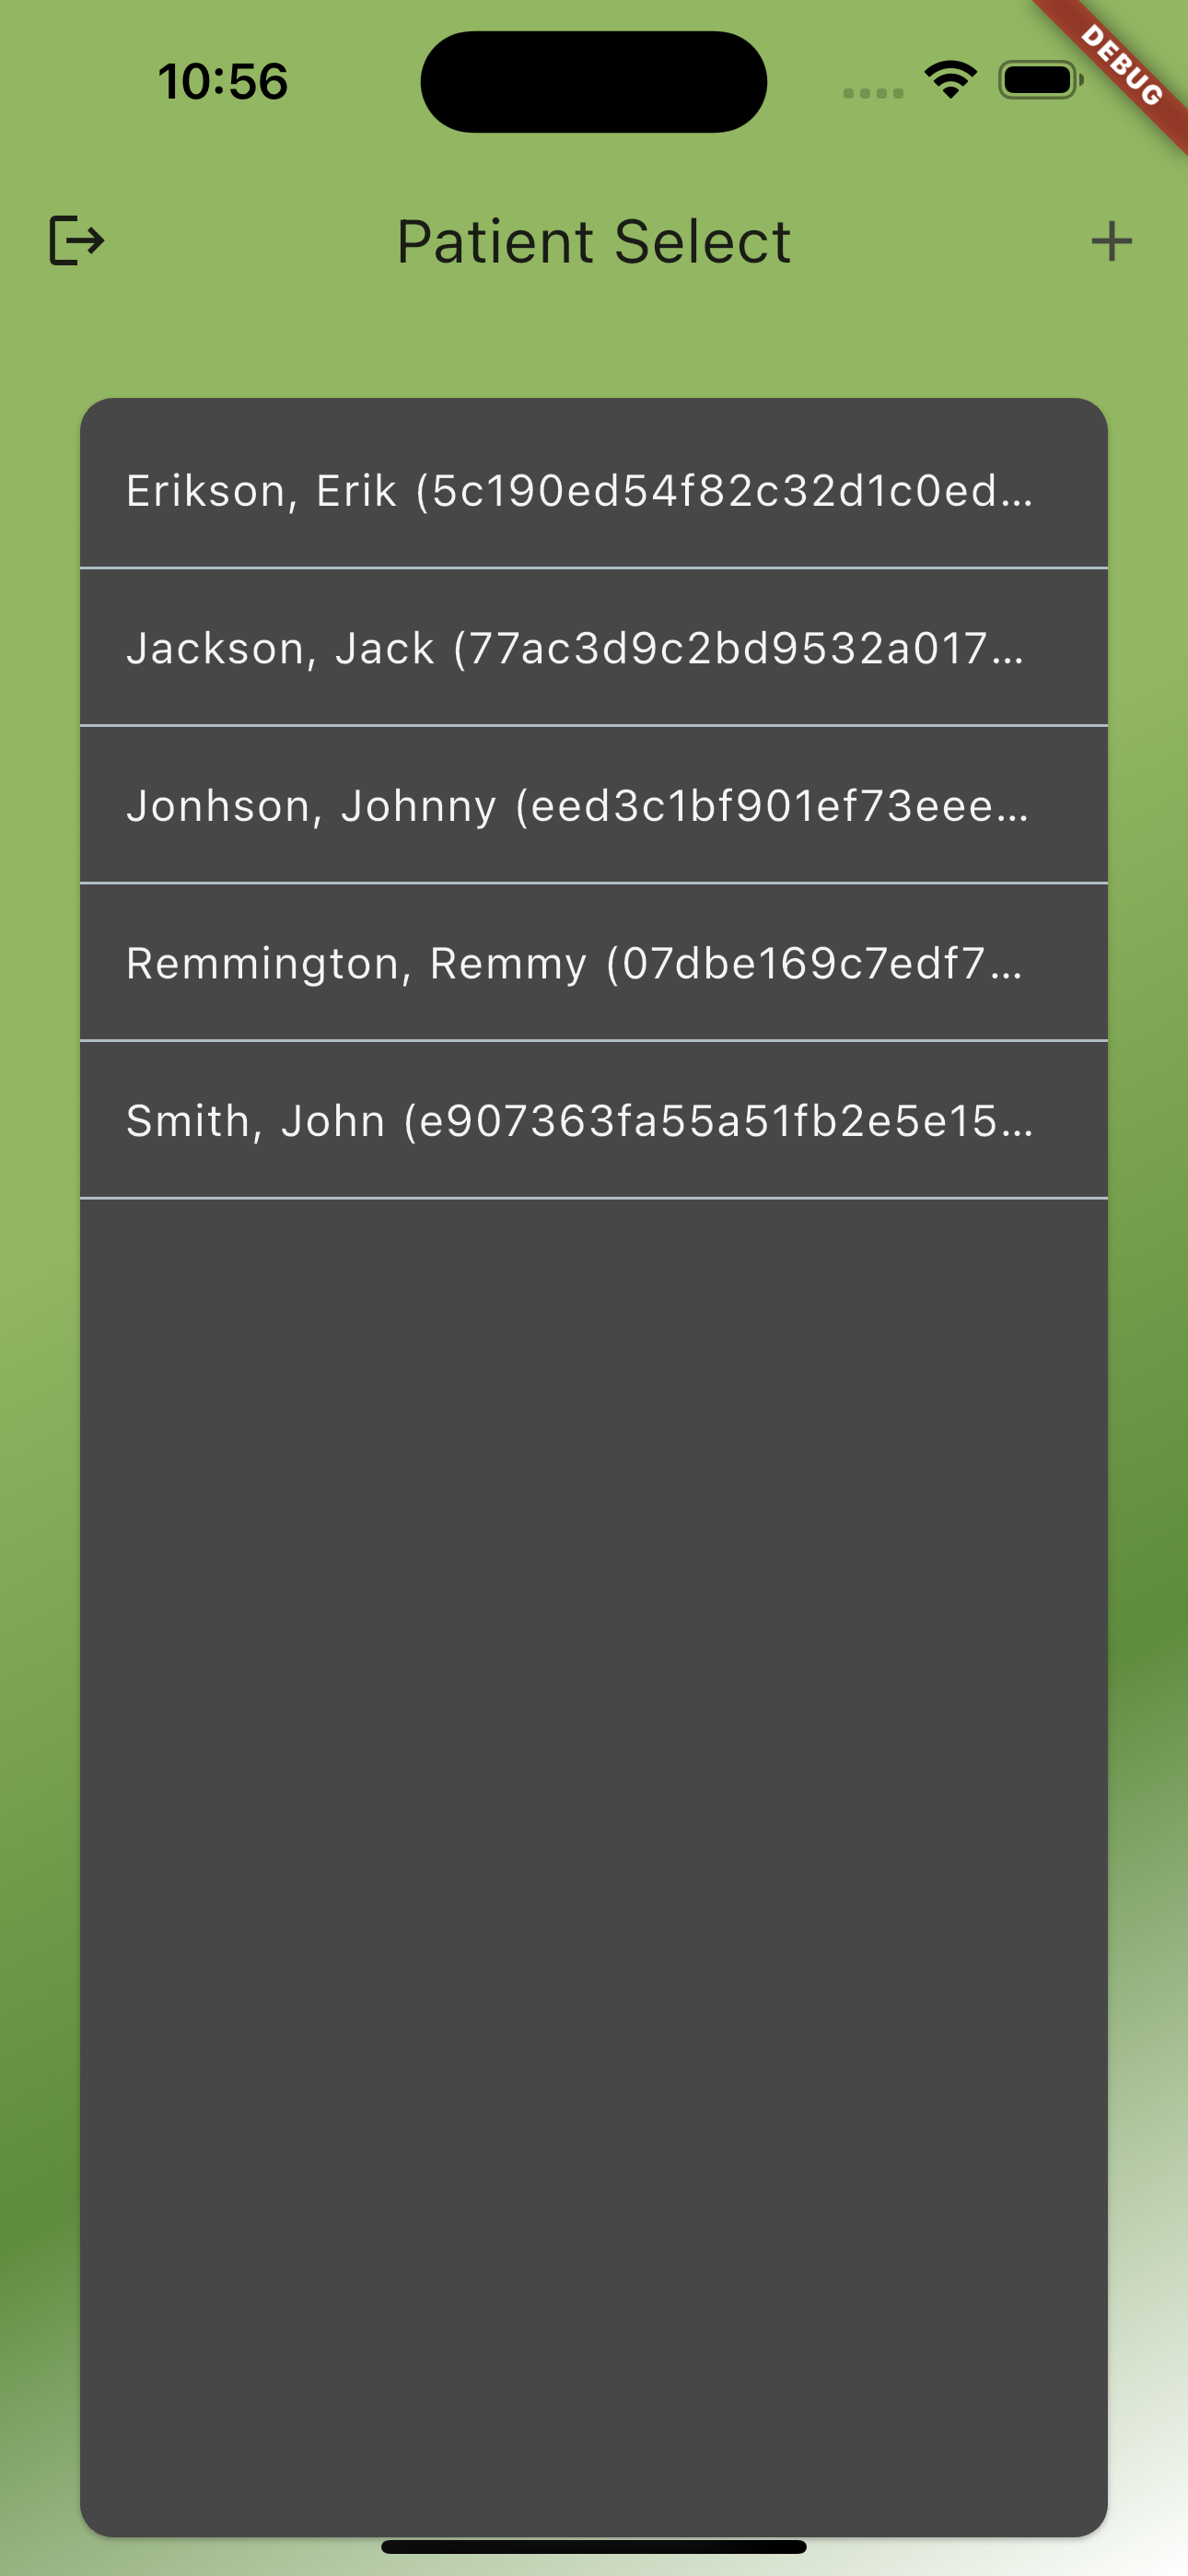 10:56
DEBUG
Patient Select
Erikson, Erik (5c190ed54f82c32d1c0ed...
Jackson, Jack (77ac3d9c2bd9532a017...
Jonhson, Johnny (eed3c1bf901ef73eee...
Remmington, Remmy (07dbe169c7edf7...
Smith, John (e907363fa55a51fb2e5e15...